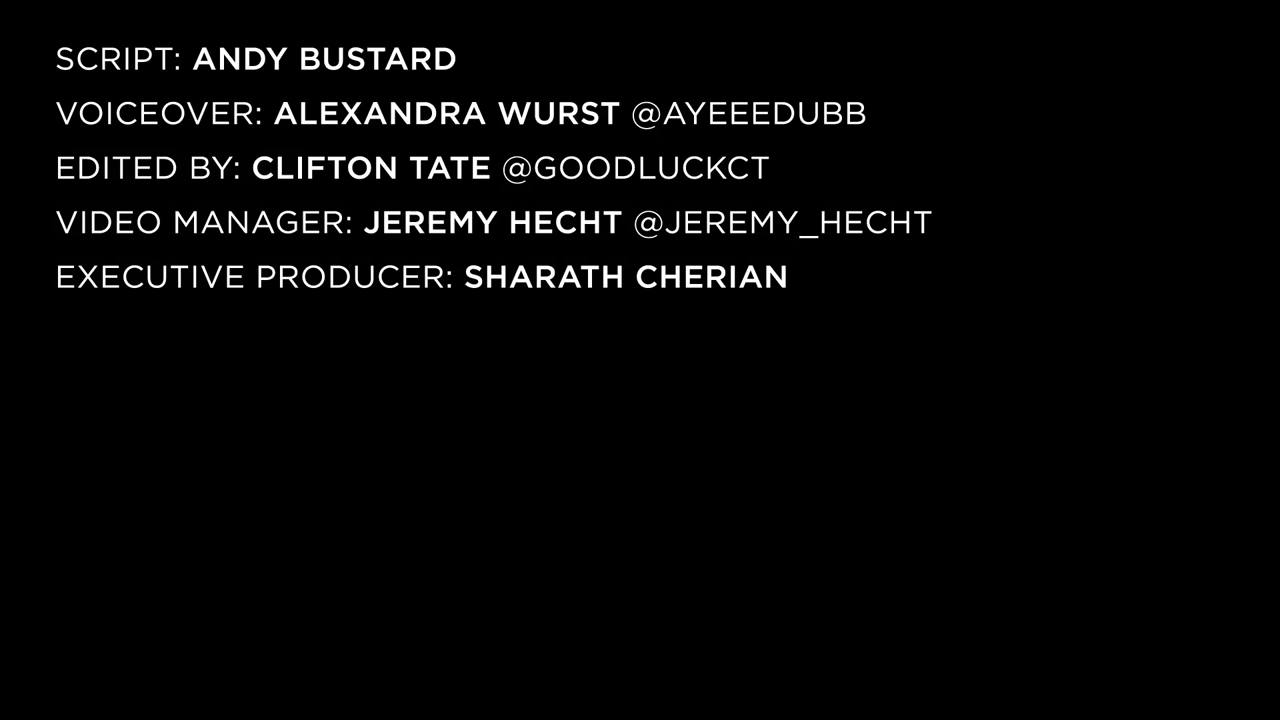 SCRIPT: ANDY BUSTARD
VOICEOVER: ALEXANDRA WURST @AYEEEDUBB
EDITED BY: CLIFTON TATE @GOODLUCKCT
VIDEO MANAGER: JEREMY HECHT @JEREMY_HECHT
EXECUTIVE PRODUCER: SHARATH CHERIAN